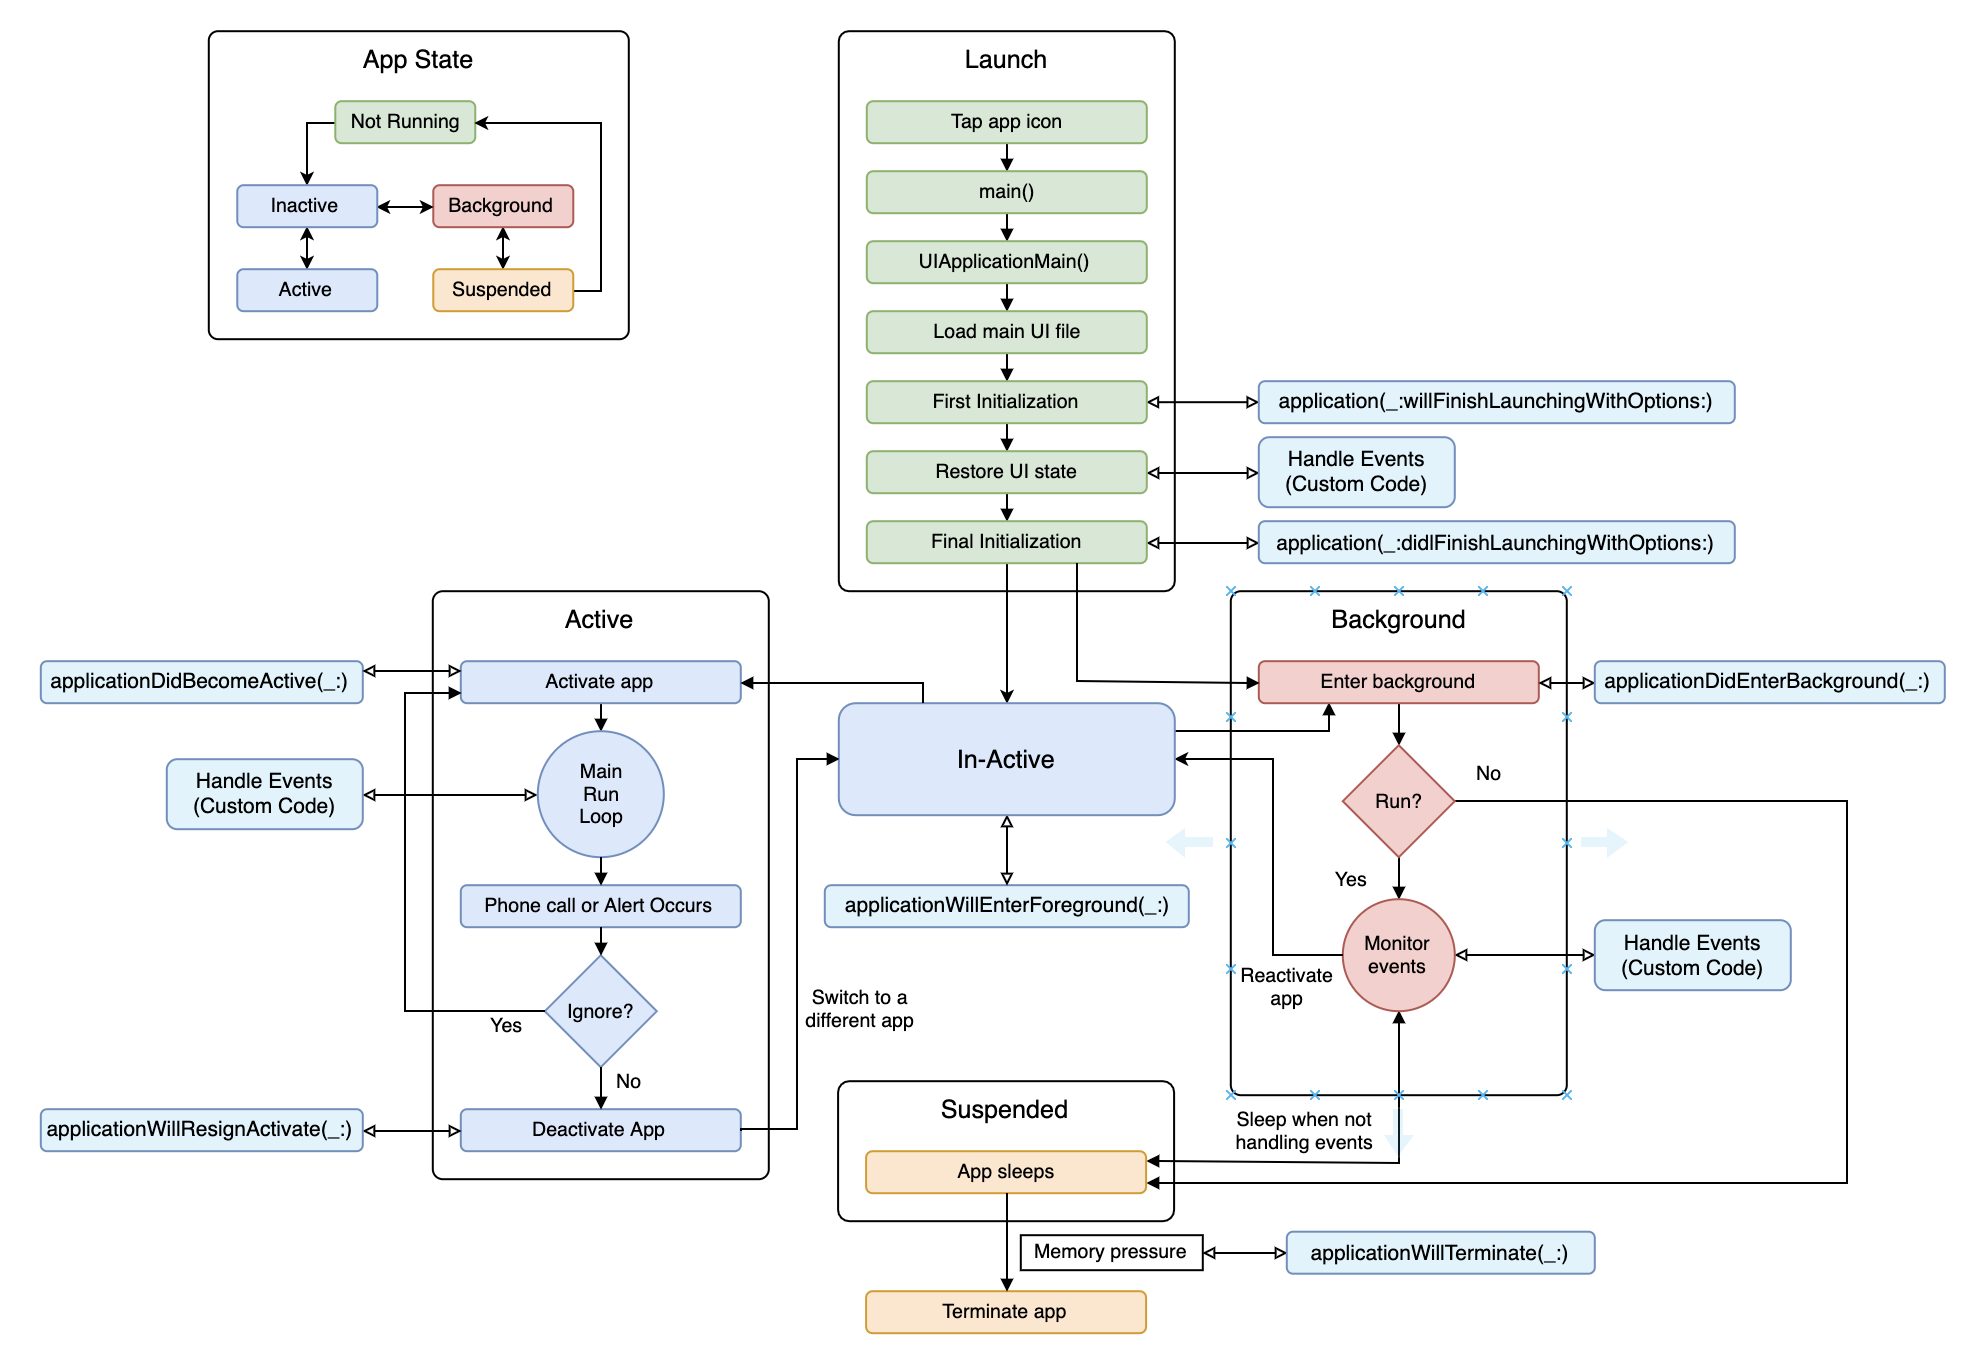 App State
Not Running
Inactive
Background
Active
Suspended
Launch
Tap app icon
main()
UIApplicationMain()
Load main UI file
First Initialization
application(_:willFinishLaunchingWithOptions:)
Restore UI state
Handle Events
(Custom Code)
Final Initialization
application(_:didlFinishLaunchingWithOptions:)
Active
applicationDidBecomeActive(_:)
Activate app
Main
Run
Loop
Handle Events
(Custom Code)
Phone call or Alert Occurs
Ignore?
Yes
No
applicationWillResignActivate(_:)
Deactivate App
Switch to a
different app
In-Active
applicationWillEnterForeground(_:)
Background
Enter background
applicationDidEnterBackground(_:)
Run?
No
Yes
Monitor
events
Handle Events
(Custom Code)
Reactivate
app
Sleep when not
handling events
Suspended
App sleeps
Memory pressure
applicationWillTerminate(_:)
Terminate app